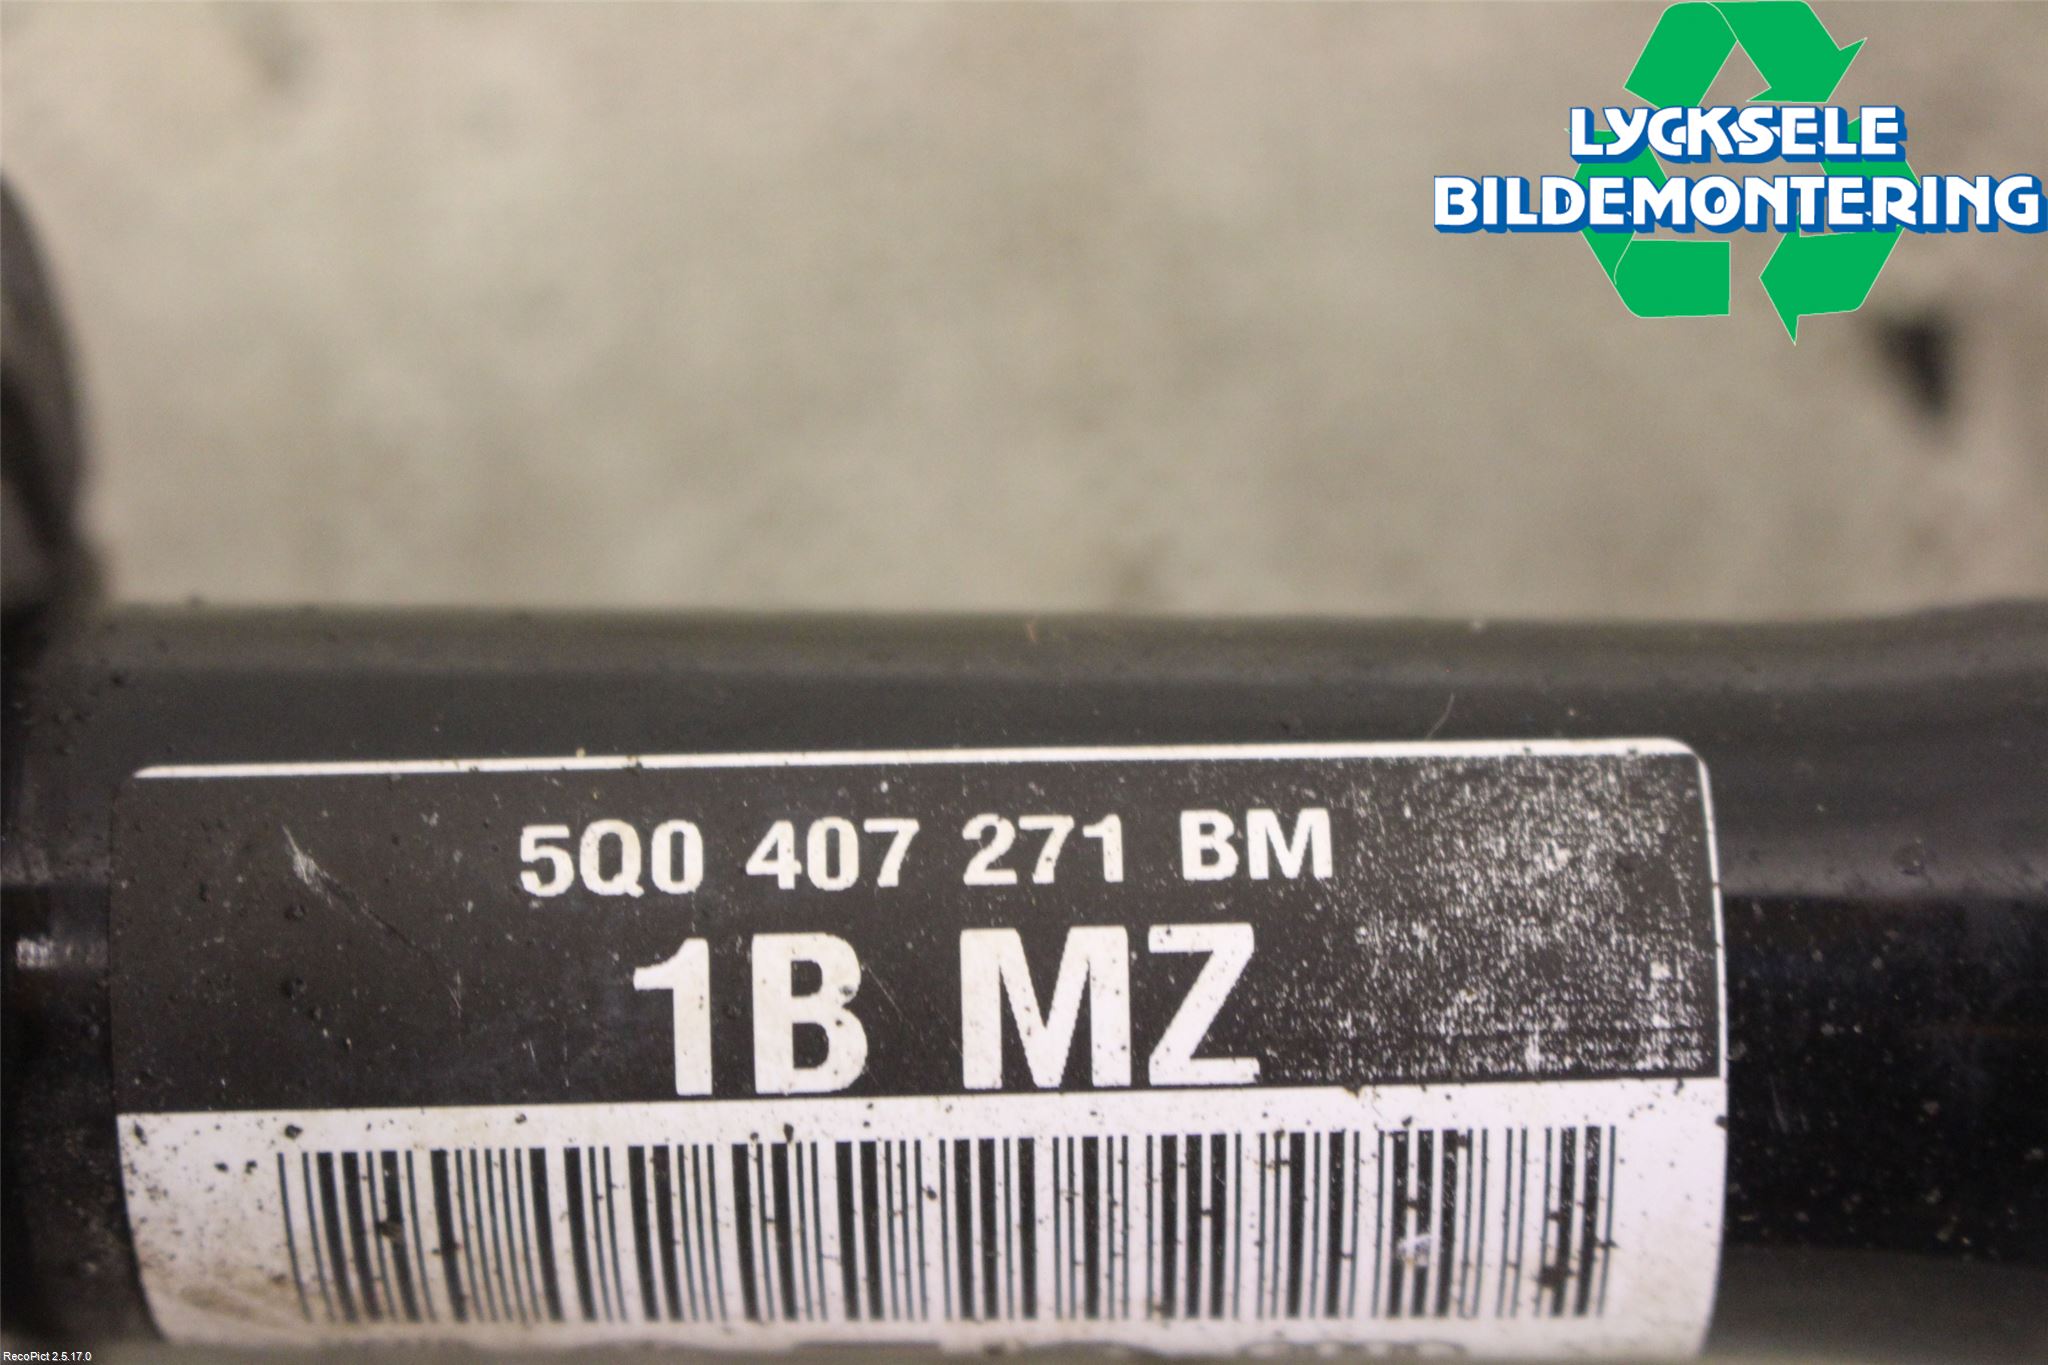 LYCKSELE
BILDEMONTERING
5Q0 407 271 BM
1B MZ
RecoPict 2.5.17.0